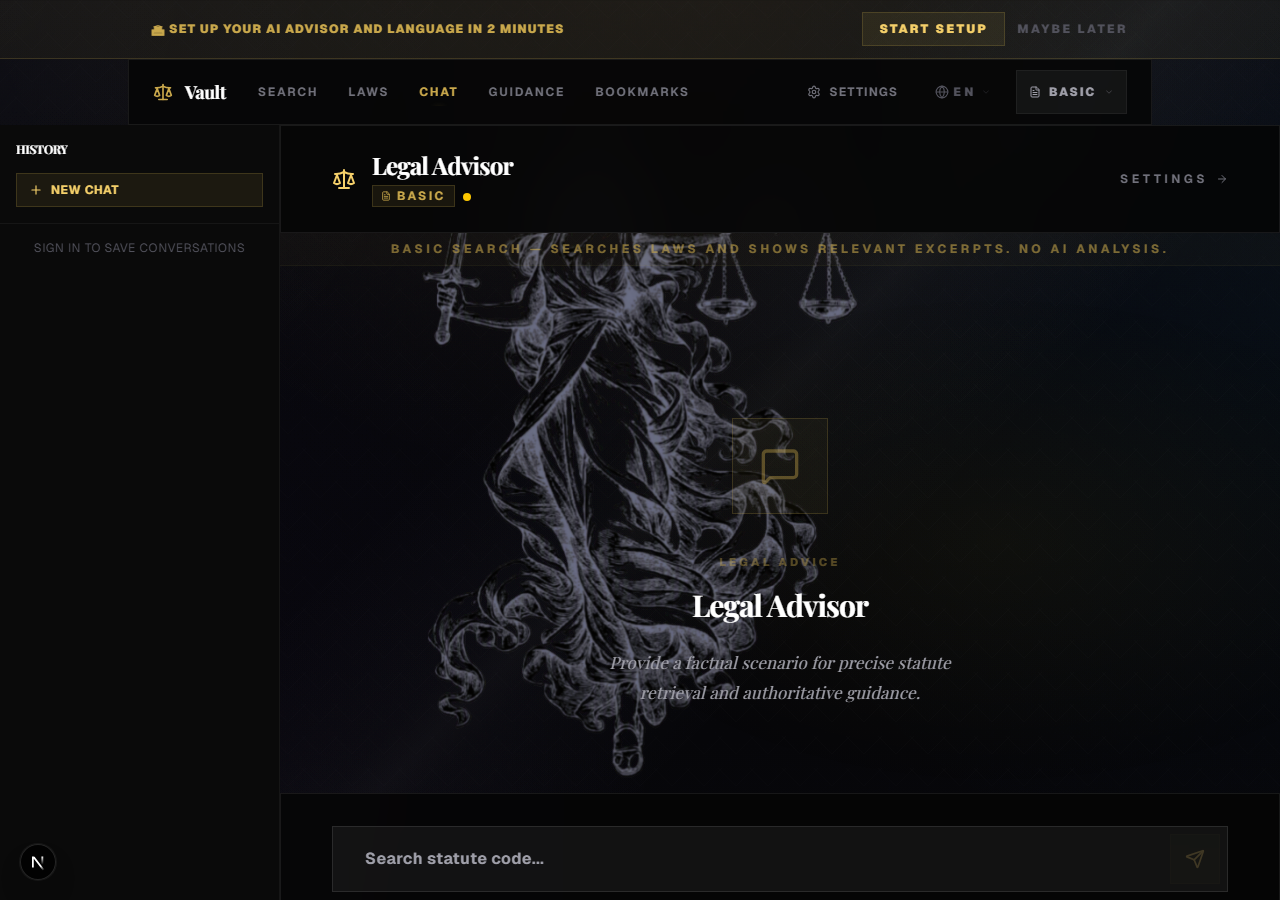 SET UP YOUR AI ADVISOR AND LANGUAGE IN 2 MINUTES
START SETUP
MAYBE LATER
Vault
SEARCH
LAWS
CHAT
GUIDANCE
BOOKMARKS
SETTINGS
EN
BASIC
HISTORY
+ NEW CHAT
SIGN IN TO SAVE CONVERSATIONS
Legal Advisor
BASIC
SETTINGS →
BASIC SEARCH — SEARCHES LAWS AND SHOWS RELEVANT EXCERPTS. NO AI ANALYSIS.
LEGAL ADVICE
Legal Advisor
Provide a factual scenario for precise statute
retrieval and authoritative guidance.
Search statute code...
N